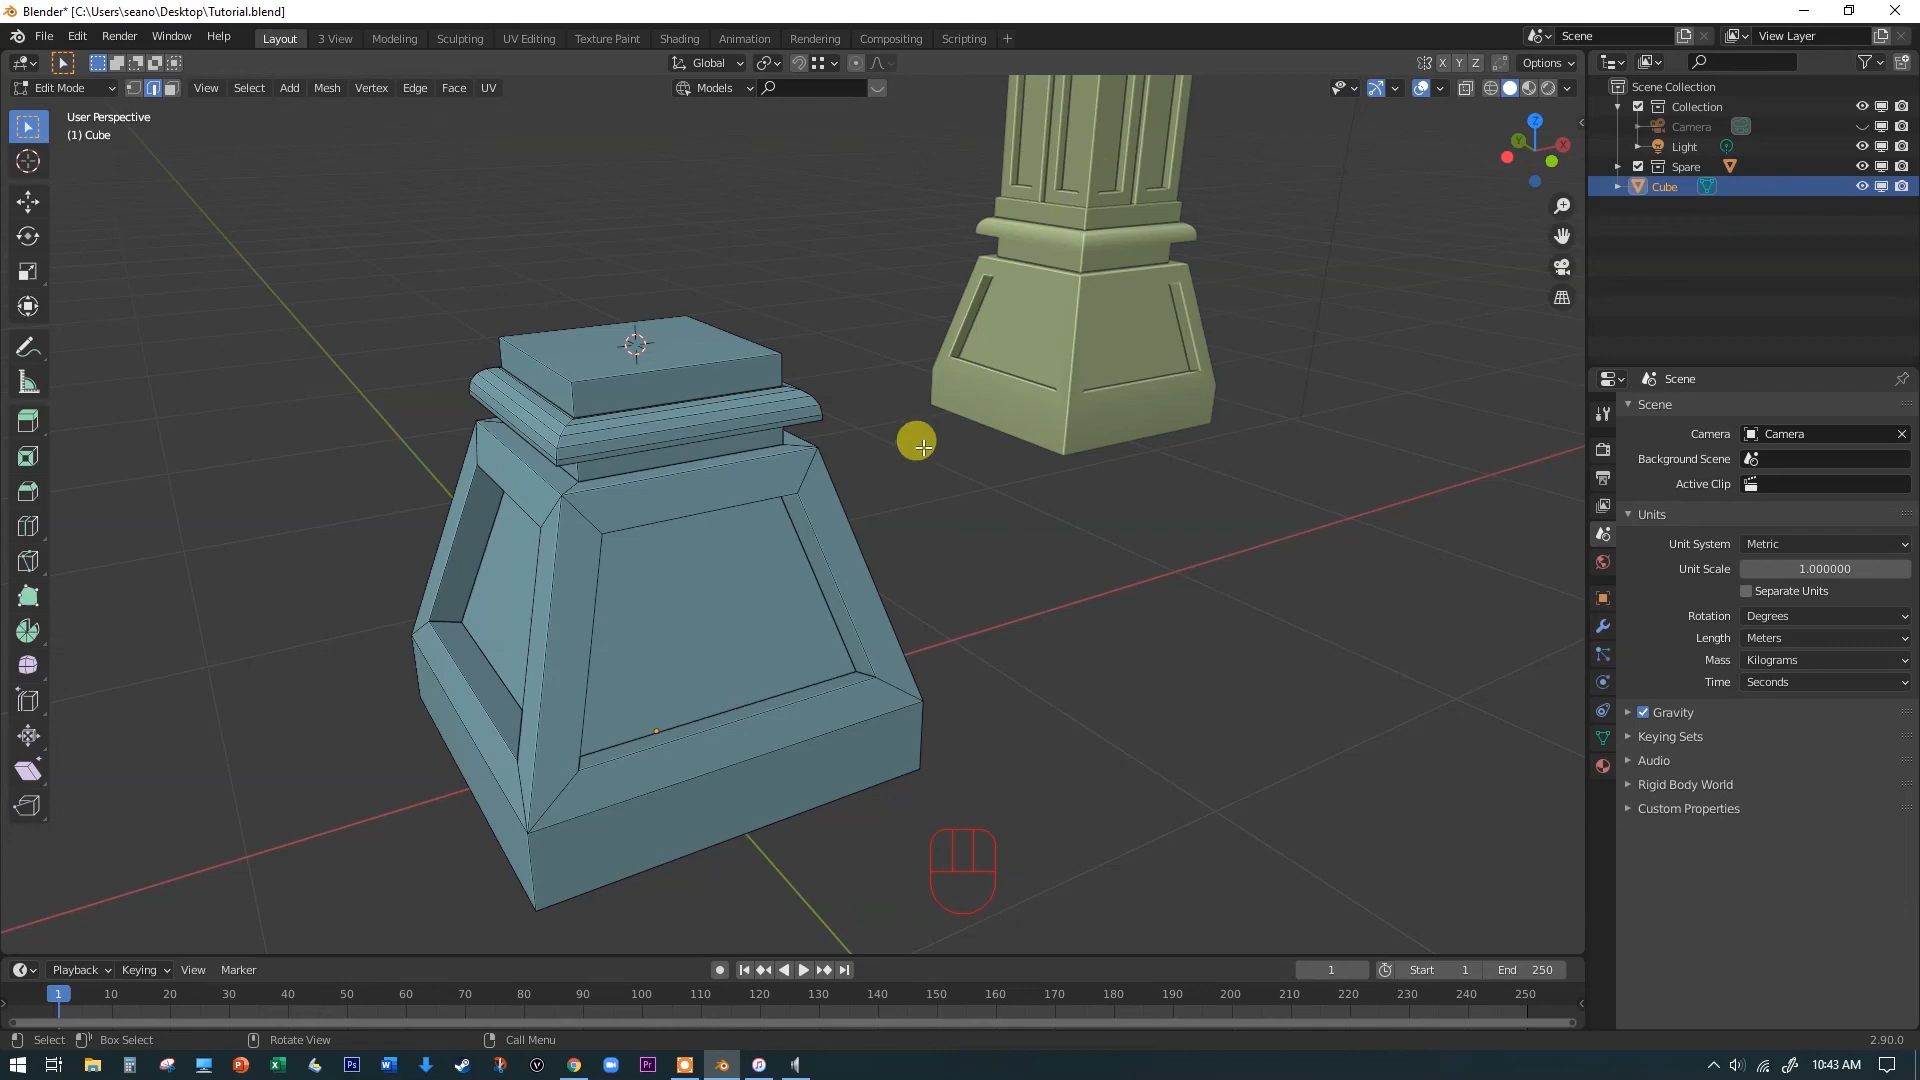 Blender* [C:\Users\seano\Desktop\Tutorial.blend]
File Edit Render Window Help Layout 3 View Modeling Sculpting UV Editing Texture Paint Shading Animation Rendering Compositing Scripting + Scene View Layer
Global X Y Z Options
Edit Mode View Select Add Mesh Vertex Edge Face UV Models
User Perspective
(1) Cube
Z
Y
X
Scene Collection
Collection
Camera
Light
Spare
Cube
Scene
Scene
Camera Camera
Background Scene
Active Clip
Units
Unit System Metric
Unit Scale 1.000000
Separate Units
Rotation Degrees
Length Meters
Mass Kilograms
Time Seconds
Gravity
Keying Sets
Audio
Rigid Body World
Custom Properties
Playback Keying View Marker 1 Start 1 End 250
1 10 20 30 40 50 60 70 80 90 100 110 120 130 140 150 160 170 180 190 200 210 220 230 240 250
Select Box Select Rotate View Call Menu 2.90.0
Ps Pr 10:43 AM